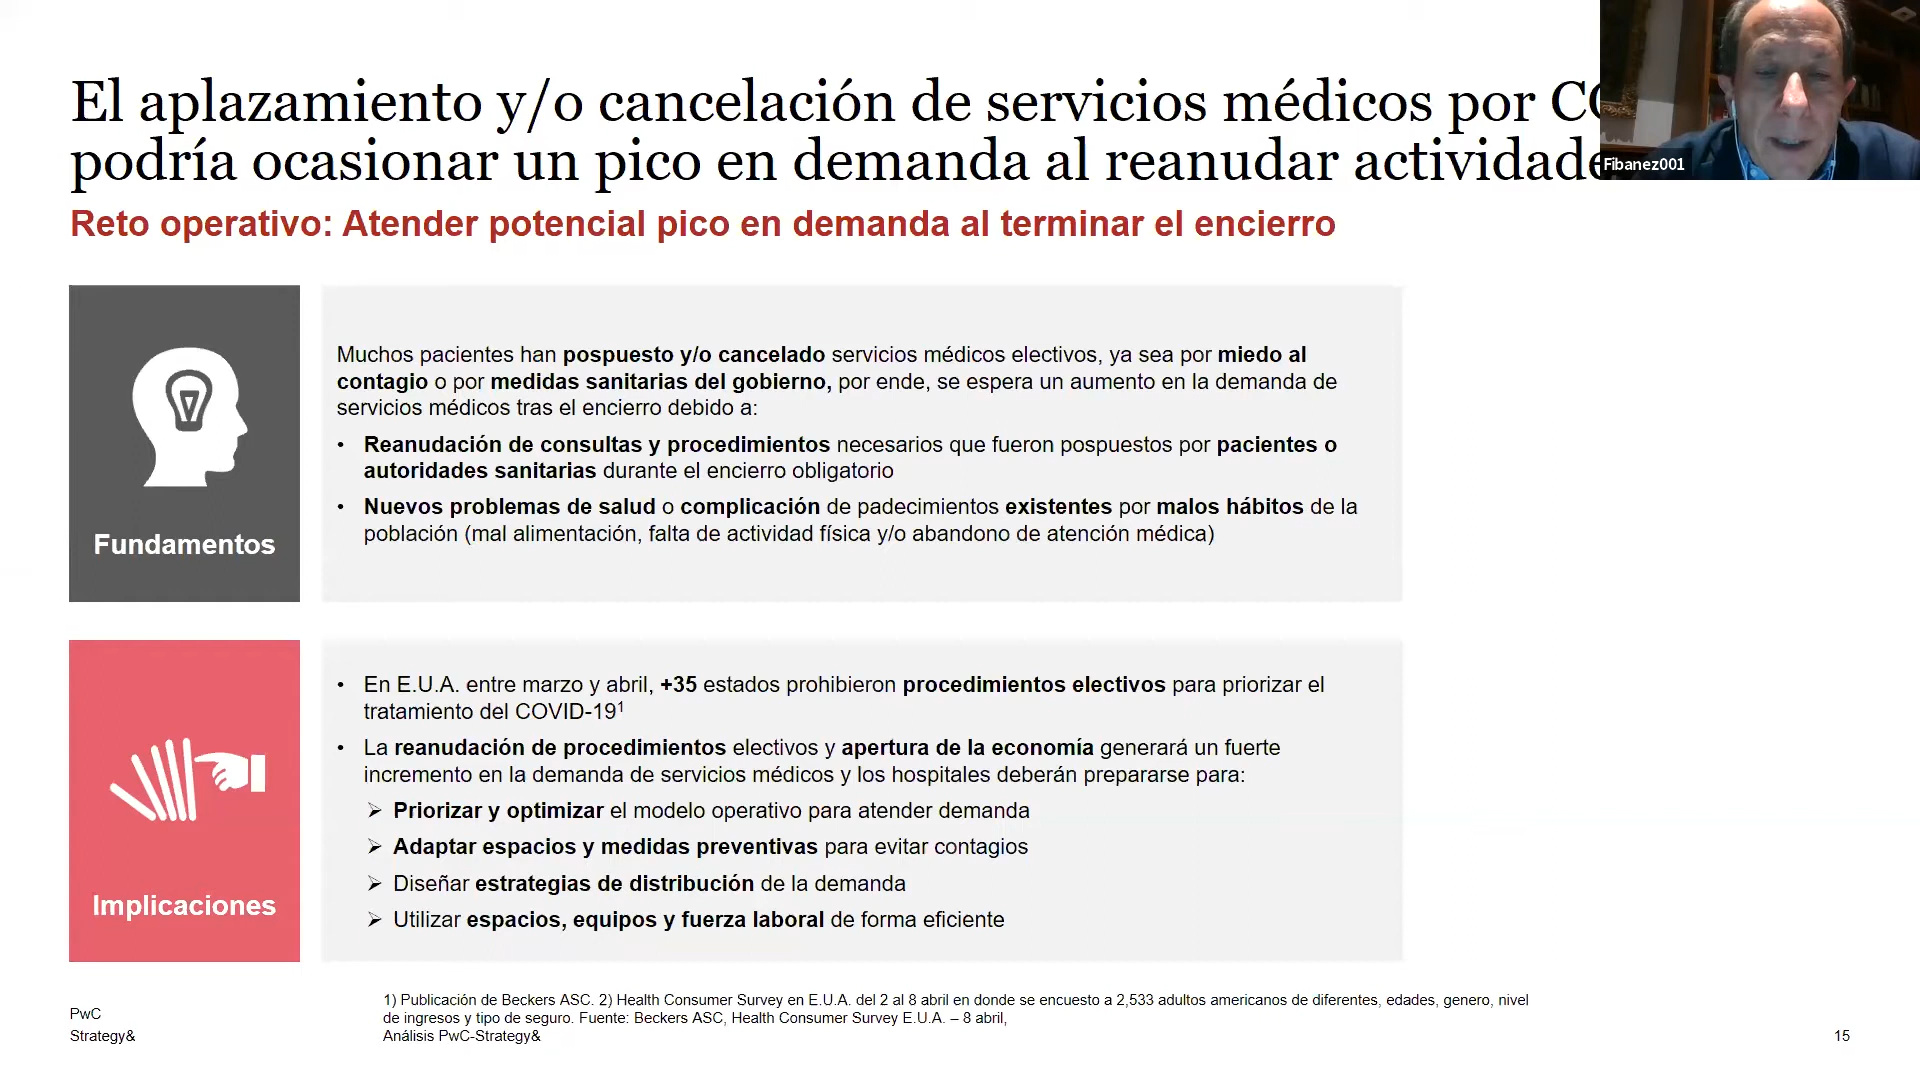 El aplazamiento y/o cancelación de servicios médicos por
podría ocasionar un pico en demanda al reanudar
Fibanez001
Reto operativo: Atender potencial pico en demanda al terminar el encierro
Fundamentos
Muchos pacientes han pospuesto y/o cancelado servicios médicos electivos, ya sea por miedo al
contagio o por medidas sanitarias del gobierno, por ende, se espera un aumento en la demanda de
servicios médicos tras el encierro debido a:
• Reanudación de consultas y procedimientos necesarios que fueron pospuestos por pacientes o
autoridades sanitarias durante el encierro obligatorio
• Nuevos problemas de salud o complicación de padecimientos existentes por malos hábitos de la
población (mal alimentación, falta de actividad física y/o abandono de atención médica)
Implicaciones
• En E.U.A. entre marzo y abril, +35 estados prohibieron procedimientos electivos para priorizar el
tratamiento del COVID-19¹
• La reanudación de procedimientos electivos y apertura de la economía generará un fuerte
incremento en la demanda de servicios médicos y los hospitales deberán prepararse para:
➢ Priorizar y optimizar el modelo operativo para atender demanda
➢ Adaptar espacios y medidas preventivas para evitar contagios
➢ Diseñar estrategias de distribución de la demanda
➢ Utilizar espacios, equipos y fuerza laboral de forma eficiente
PwC
Strategy&
1) Publicación de Beckers ASC. 2) Health Consumer Survey en E.U.A. del 2 al 8 abril en donde se encuesto a 2,533 adultos americanos de diferentes, edades, genero, nivel
de ingresos y tipo de seguro. Fuente: Beckers ASC, Health Consumer Survey E.U.A. – 8 abril,
Análisis PwC-Strategy&
15